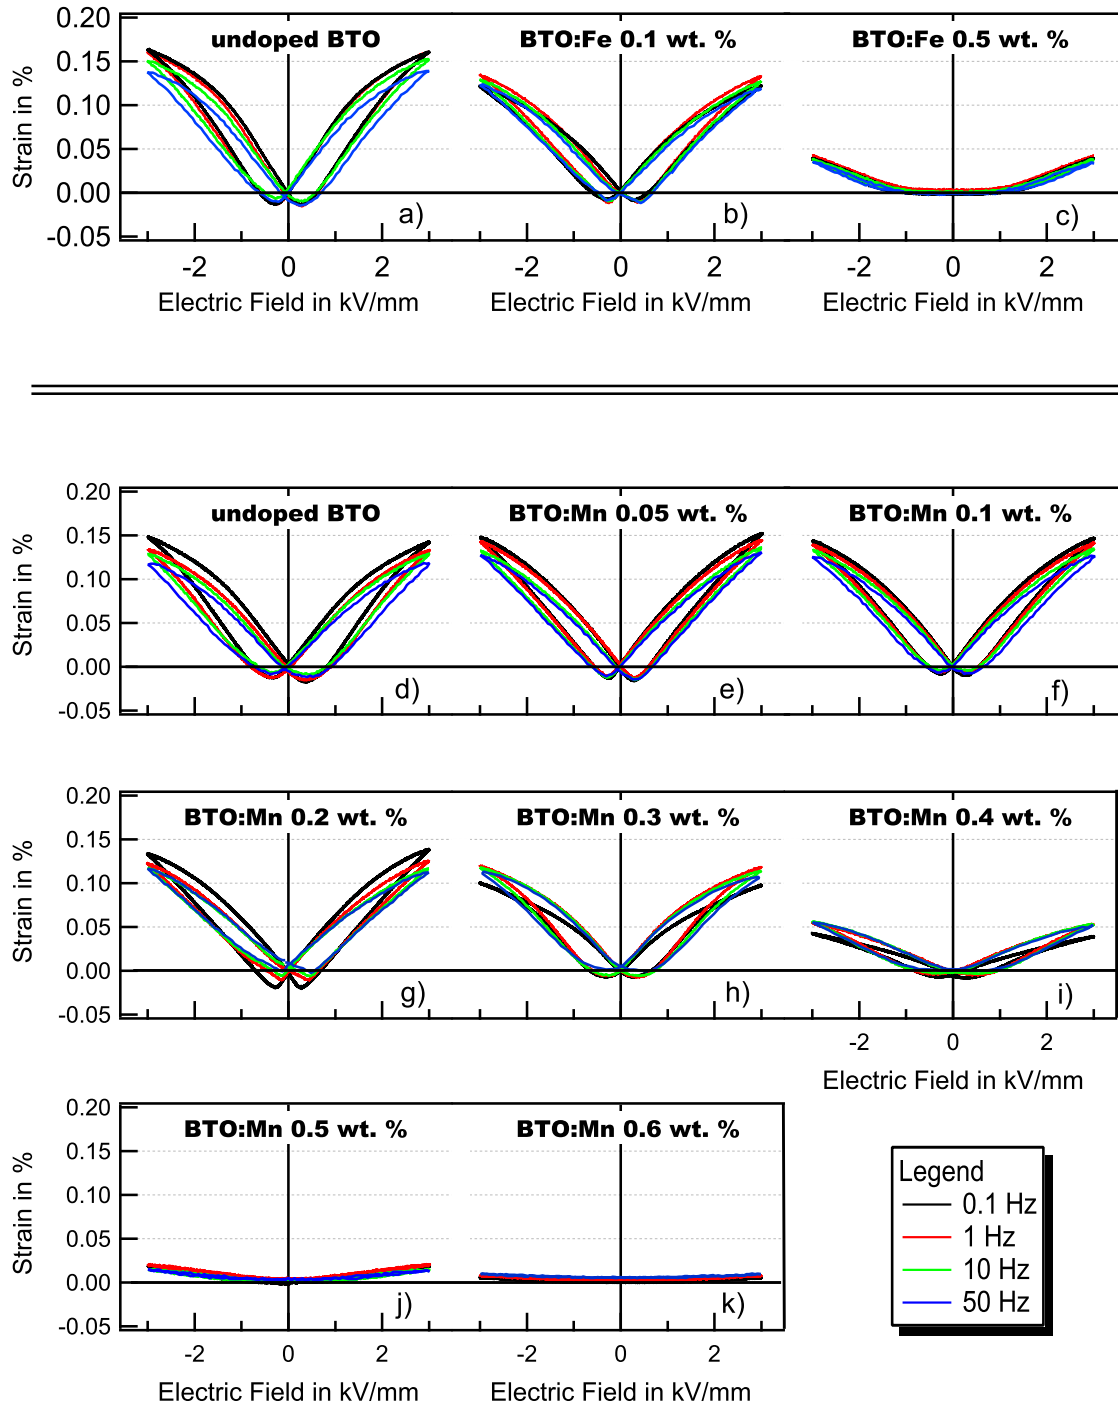 undoped BTO BTO:Fe 0.1 wt. % BTO:Fe 0.5 wt. %
Strain in %
0.20
0.15
0.10
0.05
0.00
-0.05
a) b) c)
-2 0 2 -2 0 2 -2 0 2
Electric Field in kV/mm Electric Field in kV/mm Electric Field in kV/mm
undoped BTO BTO:Mn 0.05 wt. % BTO:Mn 0.1 wt. %
Strain in %
0.20
0.15
0.10
0.05
0.00
-0.05
d) e) f)
BTO:Mn 0.2 wt. % BTO:Mn 0.3 wt. % BTO:Mn 0.4 wt. %
Strain in %
0.20
0.15
0.10
0.05
0.00
-0.05
g) h) i)
-2 0 2
Electric Field in kV/mm
BTO:Mn 0.5 wt. % BTO:Mn 0.6 wt. %
Strain in %
0.20
0.15
0.10
0.05
0.00
-0.05
j) k)
-2 0 2 -2 0 2
Electric Field in kV/mm Electric Field in kV/mm
Legend
0.1 Hz
1 Hz
10 Hz
50 Hz